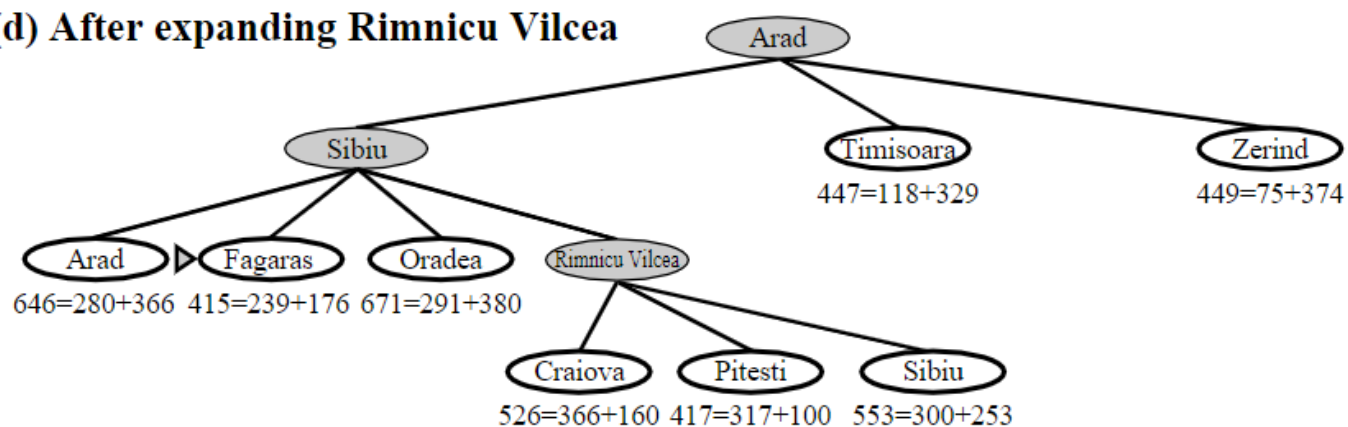 (d) After expanding Rimnicu Vilcea
Arad
Sibiu
Timisoara
Zerind
447=118+329
449=75+374
Arad
Fagaras
Oradea
Rimnicu Vilcea
646=280+366
415=239+176
671=291+380
Craiova
Pitesti
Sibiu
526=366+160
417=317+100
553=300+253